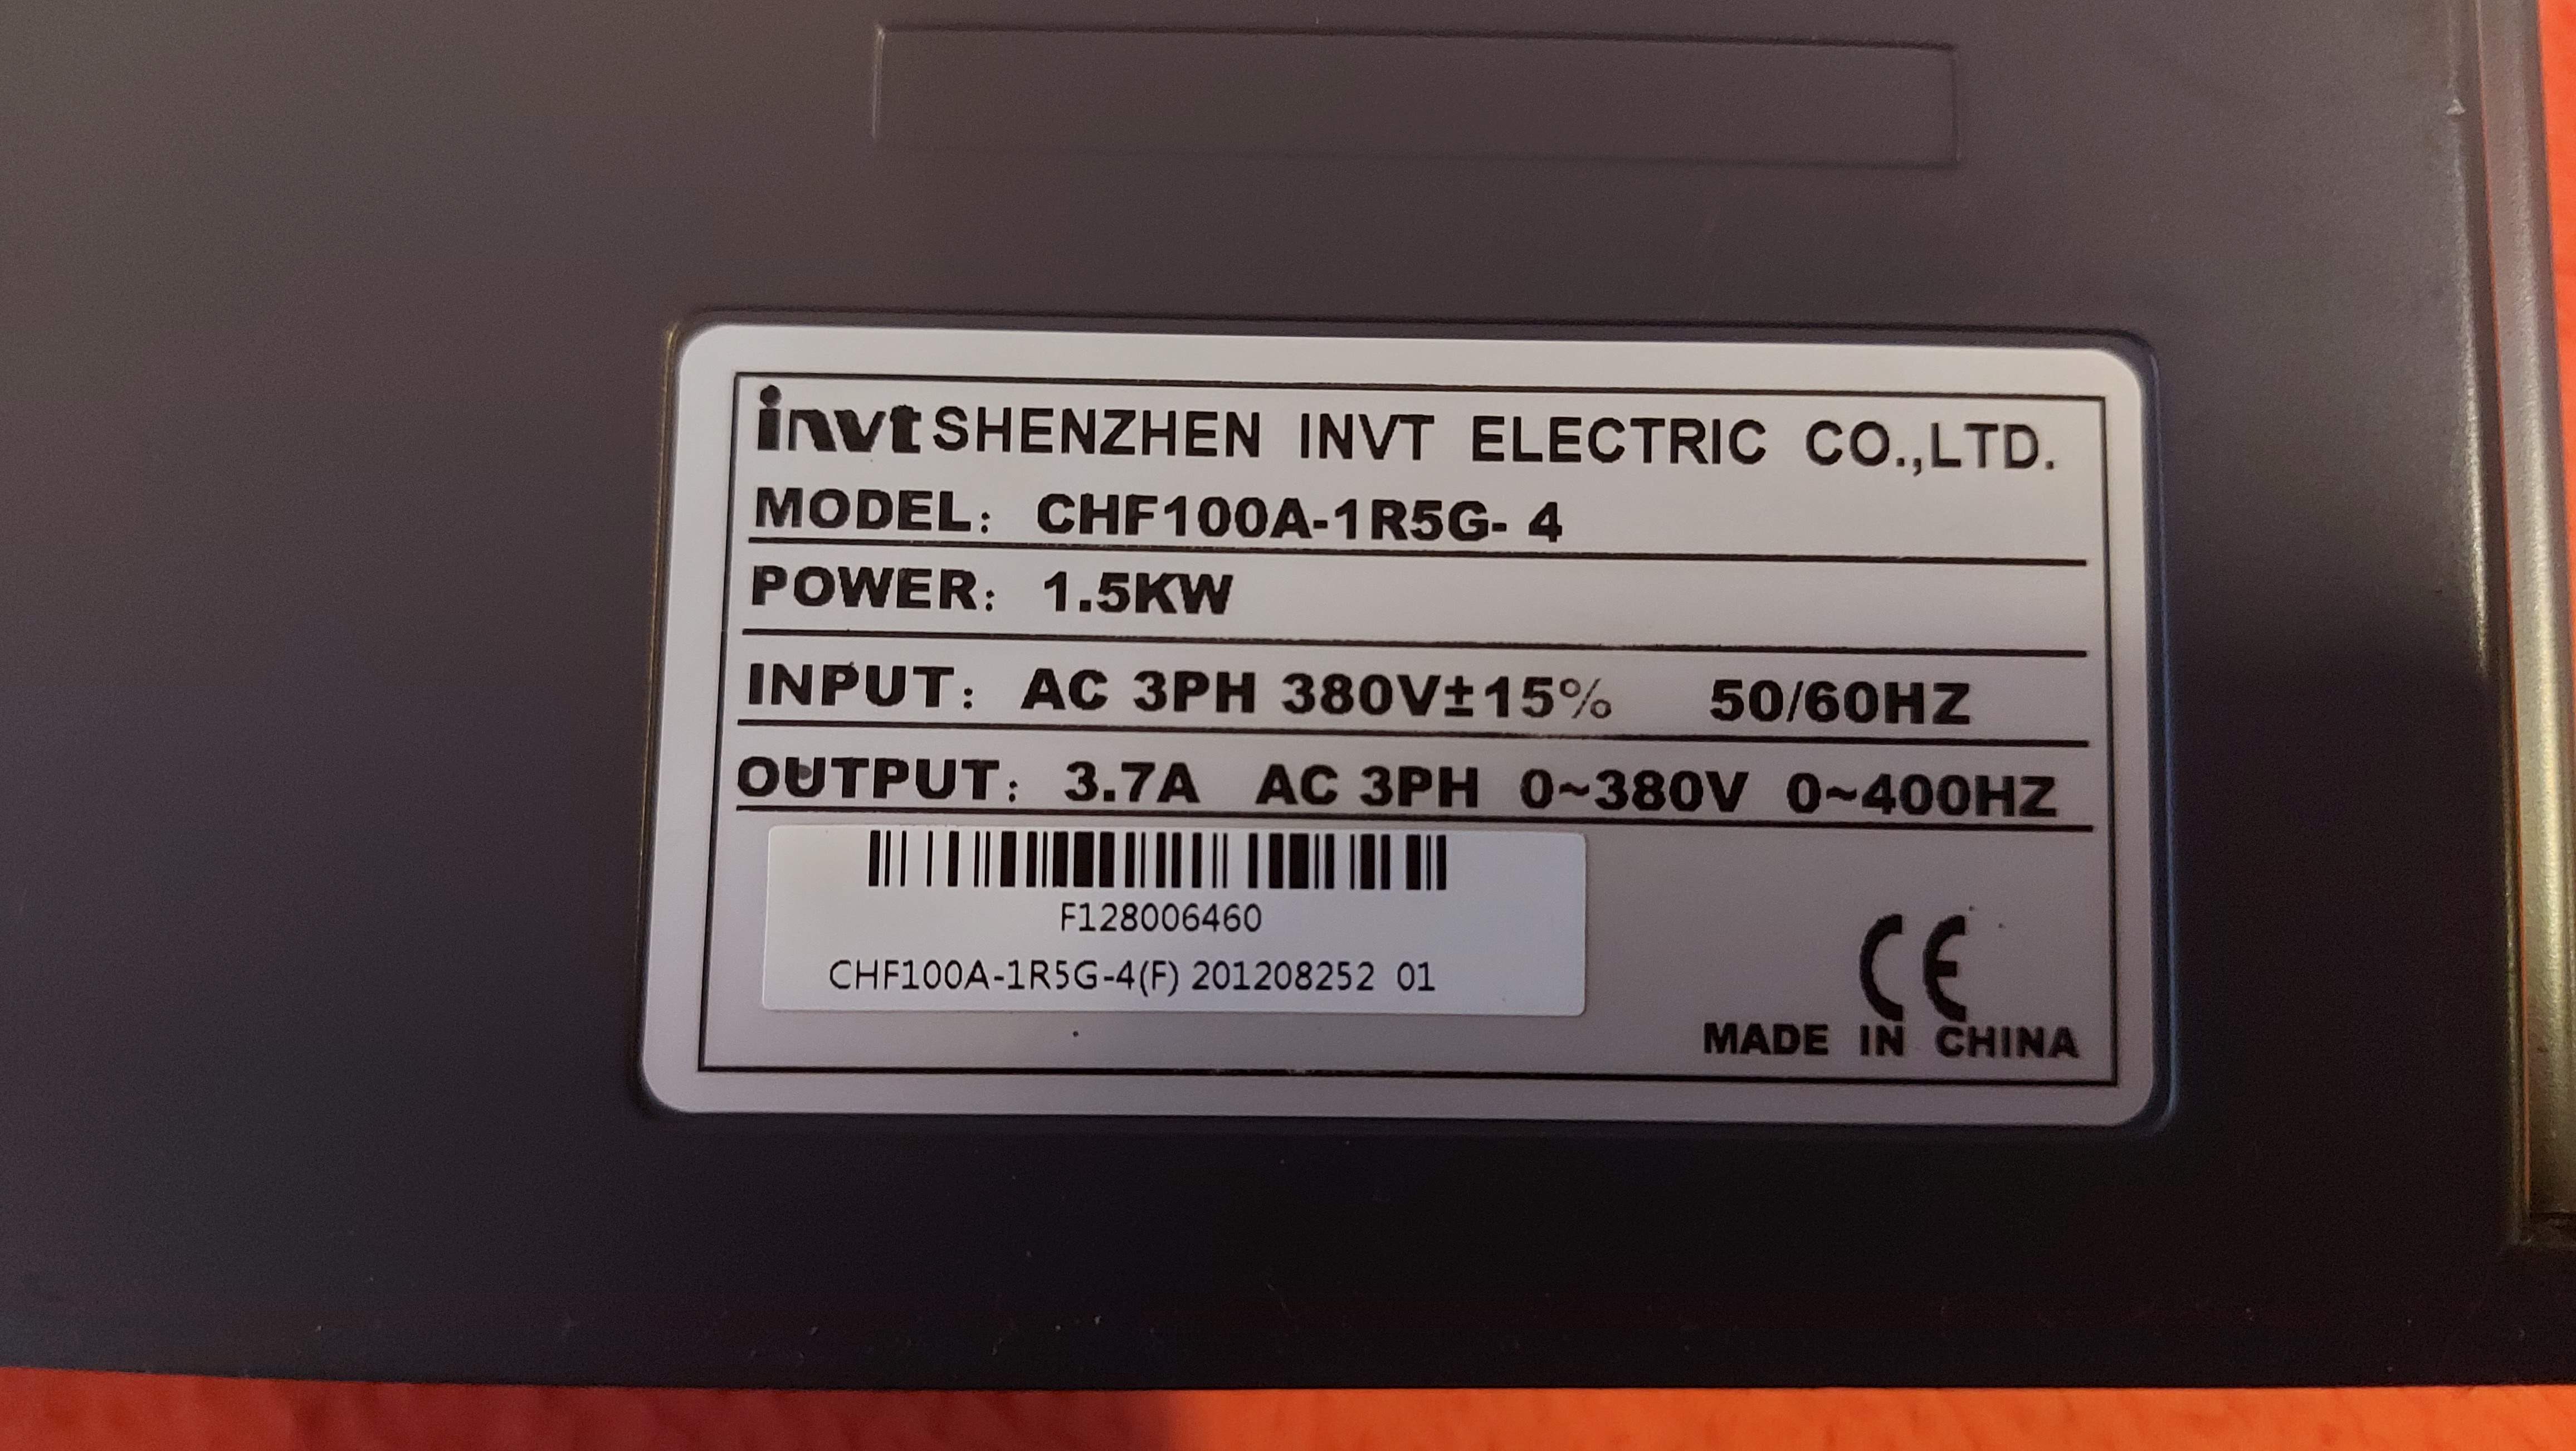 invt SHENZHEN INVT ELECTRIC CO.,LTD.
MODEL: CHF100A-1R5G- 4
POWER: 1.5KW
INPUT: AC 3PH 380V±15% 50/60HZ
OUTPUT: 3.7A AC 3PH 0~380V 0~400HZ
F128006460
CHF100A-1R5G-4(F) 201208252 01
CE
MADE IN CHINA